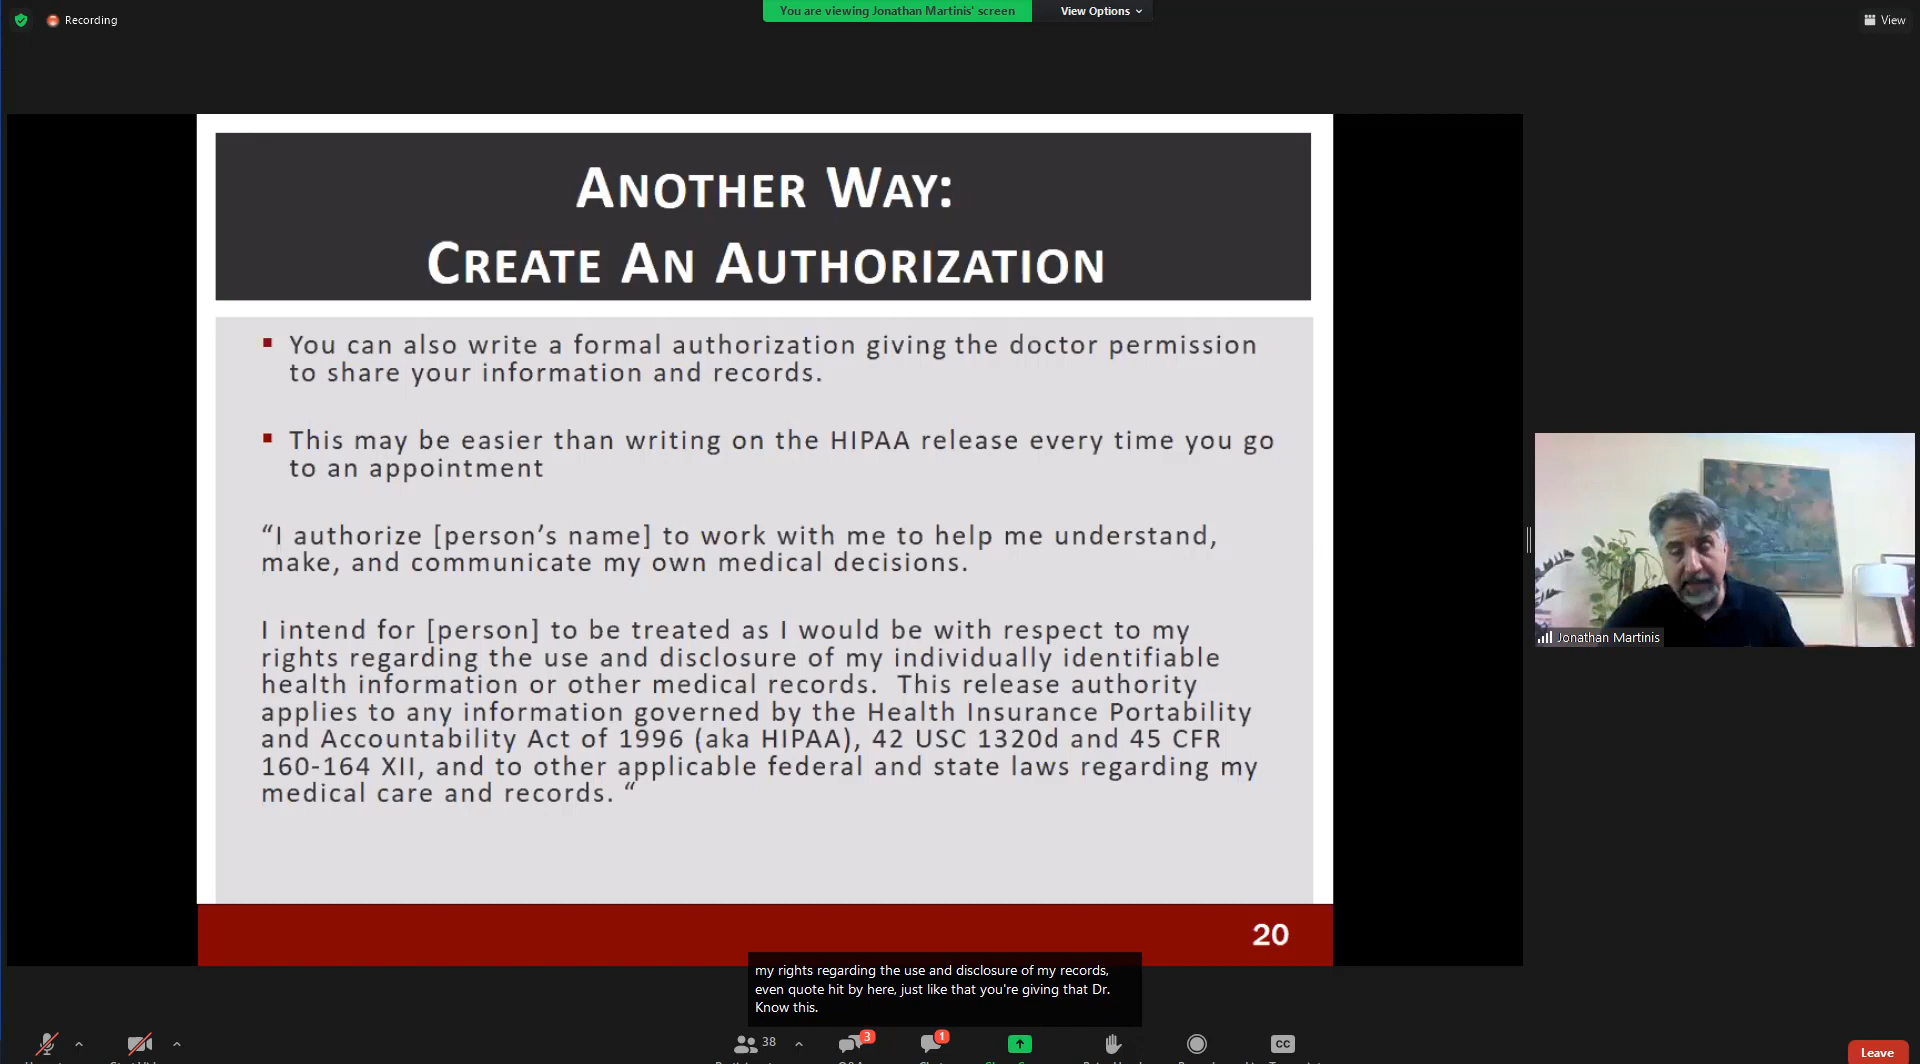 Recording
You are viewing Jonathan Martinis' screen
View Options
View
ANOTHER WAY:
CREATE AN AUTHORIZATION
You can also write a formal authorization giving the doctor permission
to share your information and records.
This may be easier than writing on the HIPAA release every time you go
to an appointment
“I authorize [person’s name] to work with me to help me understand,
make, and communicate my own medical decisions.
I intend for [person] to be treated as I would be with respect to my
rights regarding the use and disclosure of my individually identifiable
health information or other medical records. This release authority
applies to any information governed by the Health Insurance Portability
and Accountability Act of 1996 (aka HIPAA), 42 USC 1320d and 45 CFR
160-164 XII, and to other applicable federal and state laws regarding my
medical care and records. “
20
Jonathan Martinis
my rights regarding the use and disclosure of my records,
even quote hit by here, just like that you're giving that Dr.
Know this.
38
3
1
CC
Leave